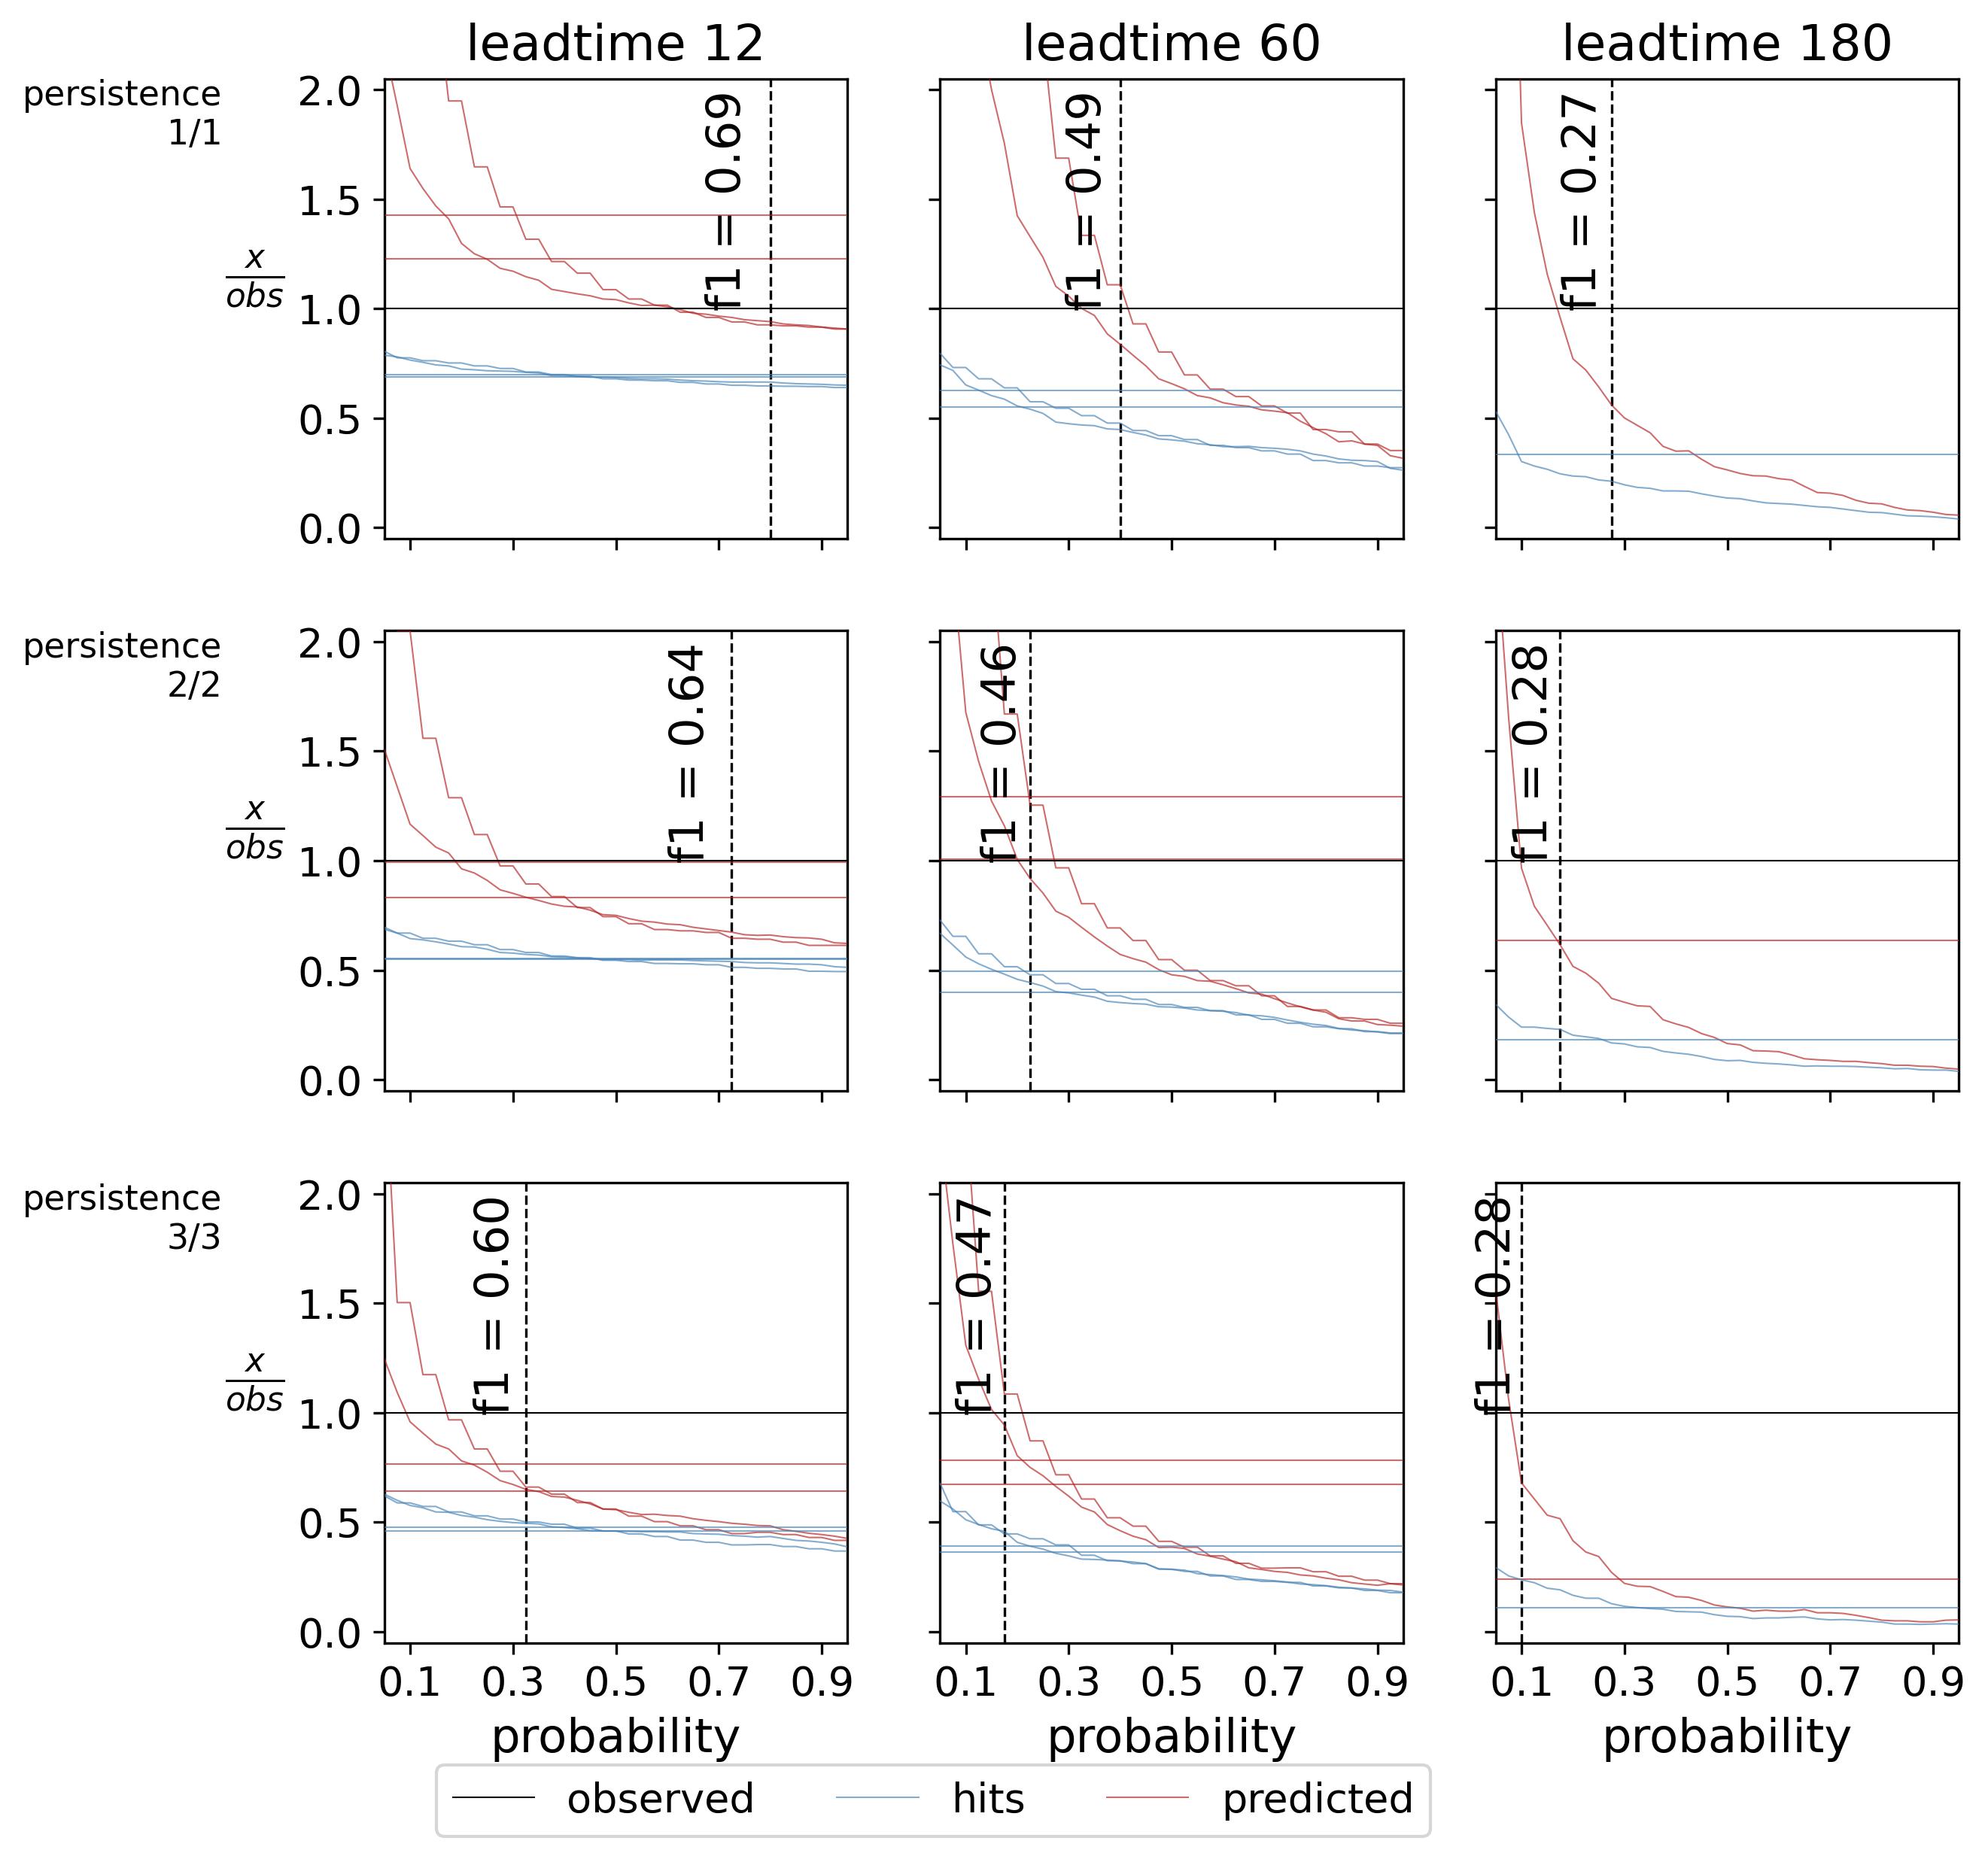 leadtime 12 leadtime 60 leadtime 180
persistence
1/1
x
obs
2.0
1.5
1.0
0.5
0.0
f1 = 0.69
f1 = 0.49
f1 = 0.27
persistence
2/2
x
obs
2.0
1.5
1.0
0.5
0.0
f1 = 0.64
f1 = 0.46
f1 = 0.28
persistence
3/3
x
obs
2.0
1.5
1.0
0.5
0.0
f1 = 0.60
f1 = 0.47
f1 = 0.28
0.1 0.3 0.5 0.7 0.9 0.1 0.3 0.5 0.7 0.9 0.1 0.3 0.5 0.7 0.9
probability probability probability
observed hits predicted